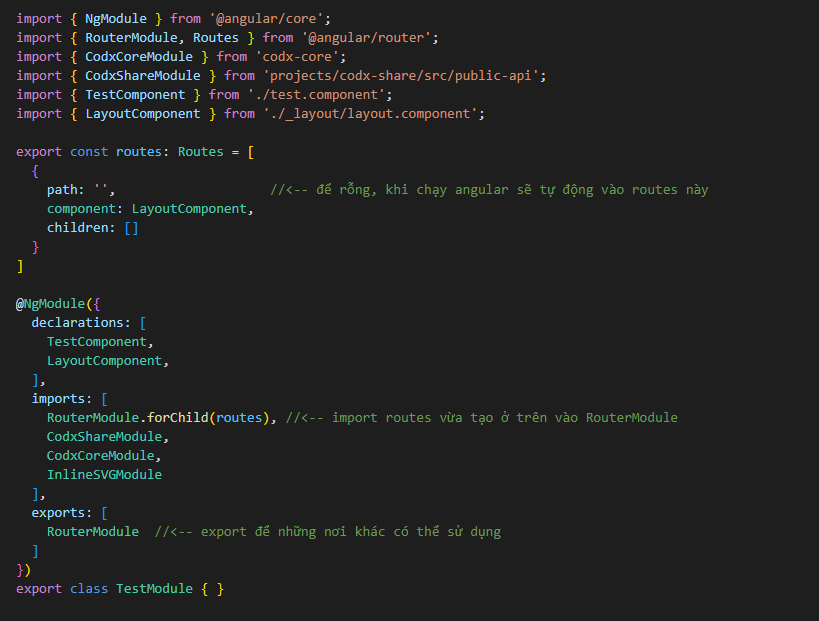 import { NgModule } from '@angular/core';
import { RouterModule, Routes } from '@angular/router';
import { CodxCoreModule } from 'codx-core';
import { CodxShareModule } from 'projects/codx-share/src/public-api';
import { TestComponent } from './test.component';
import { LayoutComponent } from './_layout/layout.component';

export const routes: Routes = [
  {
    path: '',                    //<-- để rỗng, khi chạy angular sẽ tự động vào routes này
    component: LayoutComponent,
    children: []
  }
]

@NgModule({
  declarations: [
    TestComponent,
    LayoutComponent,
  ],
  imports: [
    RouterModule.forChild(routes), //<-- import routes vừa tạo ở trên vào RouterModule
    CodxShareModule,
    CodxCoreModule,
    InlineSVGModule
  ],
  exports: [
    RouterModule  //<-- export để những nơi khác có thể sử dụng
  ]
})
export class TestModule { }